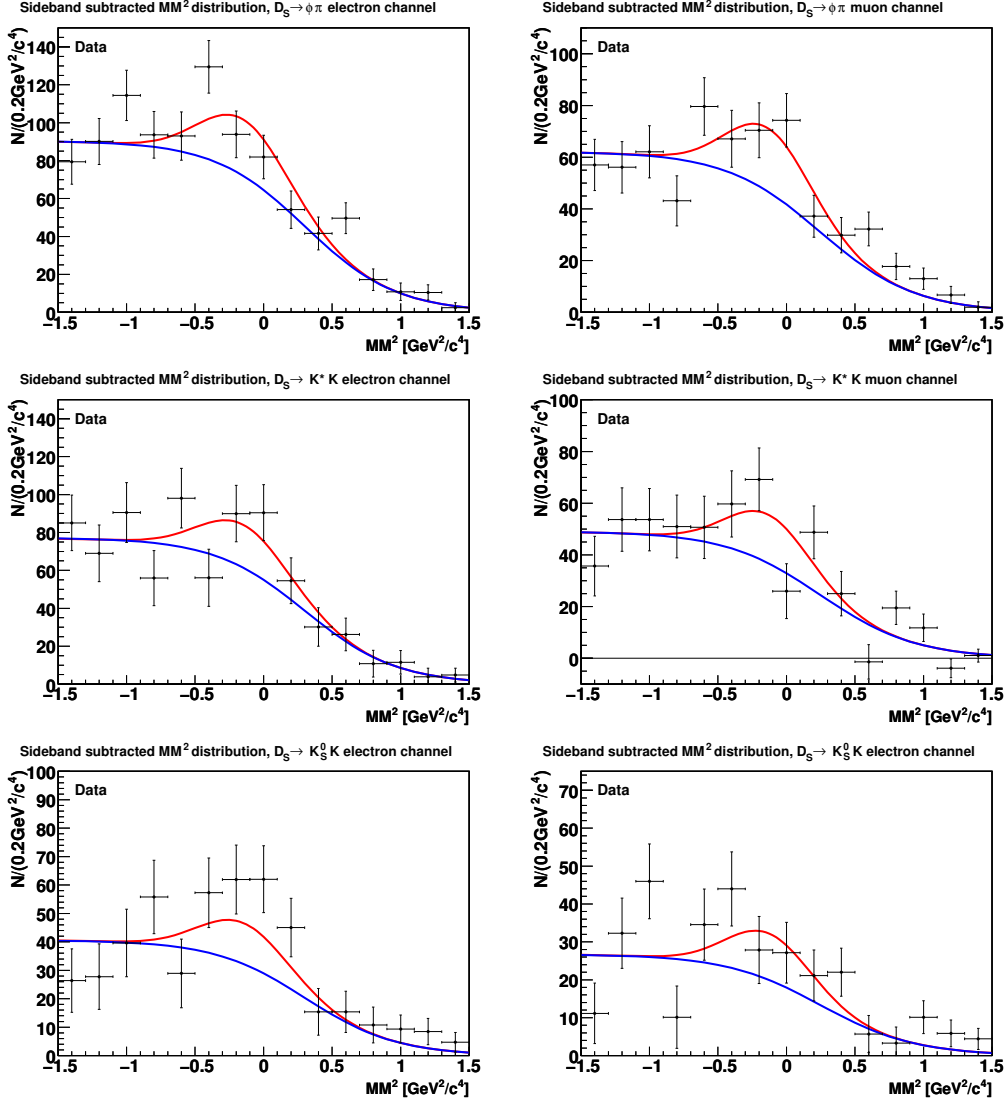 Sideband subtracted MM² distribution, D_S→ φπ electron channel
N/(0.2GeV²/c⁴)
Data
140
120
100
80
60
40
20
0
−1.5 −1 −0.5 0 0.5 1 1.5
MM² [GeV²/c⁴]
Sideband subtracted MM² distribution, D_S→ φπ muon channel
N/(0.2GeV²/c⁴)
Data
100
80
60
40
20
0
−1.5 −1 −0.5 0 0.5 1 1.5
MM² [GeV²/c⁴]
Sideband subtracted MM² distribution, D_S→ K* K electron channel
N/(0.2GeV²/c⁴)
Data
140
120
100
80
60
40
20
0
−1.5 −1 −0.5 0 0.5 1 1.5
MM² [GeV²/c⁴]
Sideband subtracted MM² distribution, D_S→ K* K muon channel
N/(0.2GeV²/c⁴)
Data
100
80
60
40
20
0
−1.5 −1 −0.5 0 0.5 1 1.5
MM² [GeV²/c⁴]
Sideband subtracted MM² distribution, D_S→ K_S⁰ K electron channel
N/(0.2GeV²/c⁴)
Data
100
90
80
70
60
50
40
30
20
10
0
−1.5 −1 −0.5 0 0.5 1 1.5
MM² [GeV²/c⁴]
Sideband subtracted MM² distribution, D_S→ K_S⁰ K electron channel
N/(0.2GeV²/c⁴)
Data
70
60
50
40
30
20
10
0
−1.5 −1 −0.5 0 0.5 1 1.5
MM² [GeV²/c⁴]